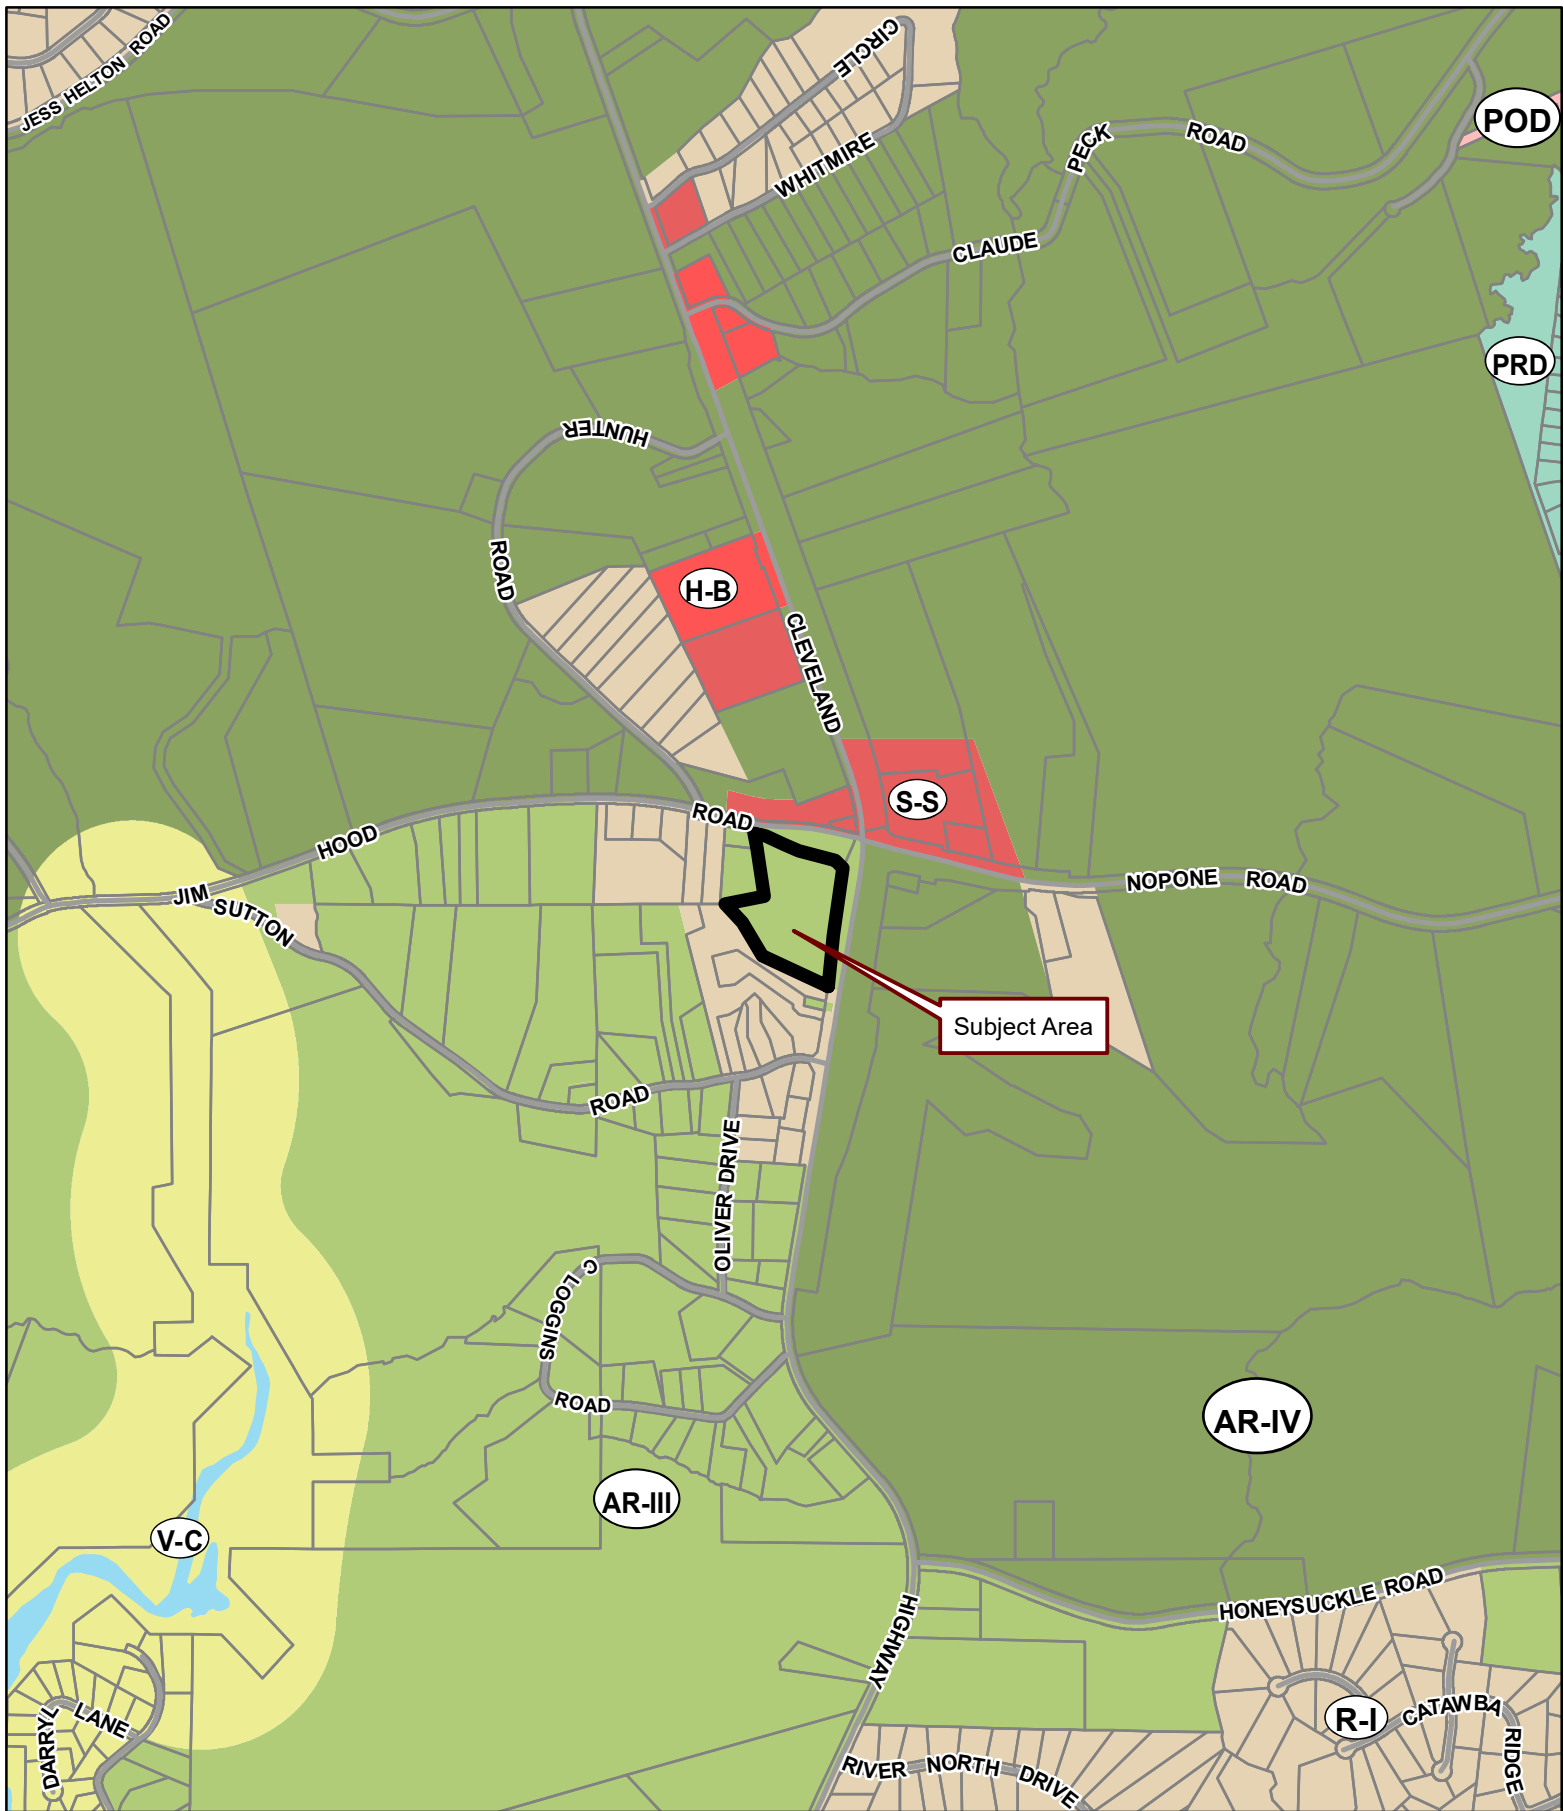 JESS HELTON ROAD
CIRCLE
WHITMIRE
POD
PECK
ROAD
CLAUDE
PRD
HUNTER
ROAD
H-B
CLEVELAND
S-S
ROAD
HOOD
JIM
SUTTON
NOPONE ROAD
Subject Area
ROAD
OLIVER DRIVE
C LOGGINS
ROAD
AR-IV
AR-III
V-C
HIGHWAY
HONEYSUCKLE ROAD
R-I
CATAWBA
RIDGE
DARRYL
LANE
RIVER NORTH DRIVE